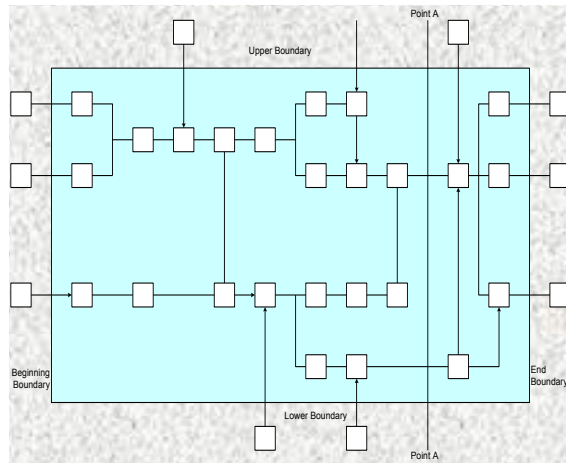 Point A
Upper Boundary
Beginning
Boundary
End
Boundary
Lower Boundary
Point A